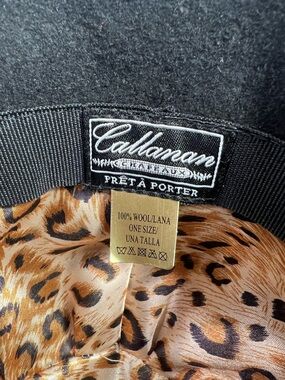 Callanan
CHAPEAUX
PRÊT À PORTER
100% WOOL/LANA
ONE SIZE/
UNA TALLA